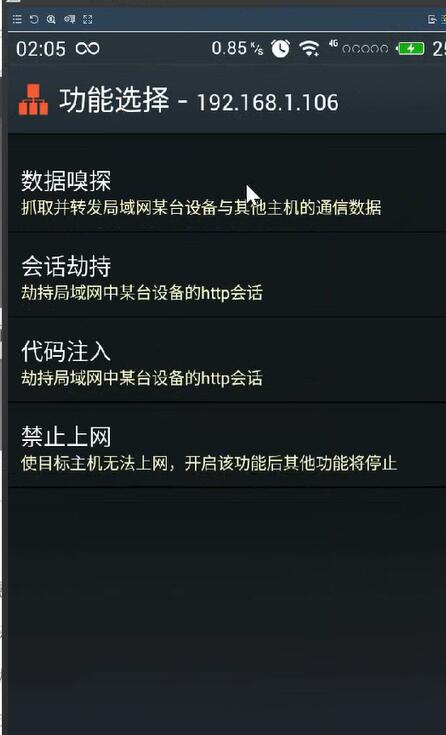 02:05 0.85 K/s 4G 25
功能选择 - 192.168.1.106
数据嗅探
抓取并转发局域网某台设备与其他主机的通信数据
会话劫持
劫持局域网中某台设备的http会话
代码注入
劫持局域网中某台设备的http会话
禁止上网
使目标主机无法上网，开启该功能后其他功能将停止